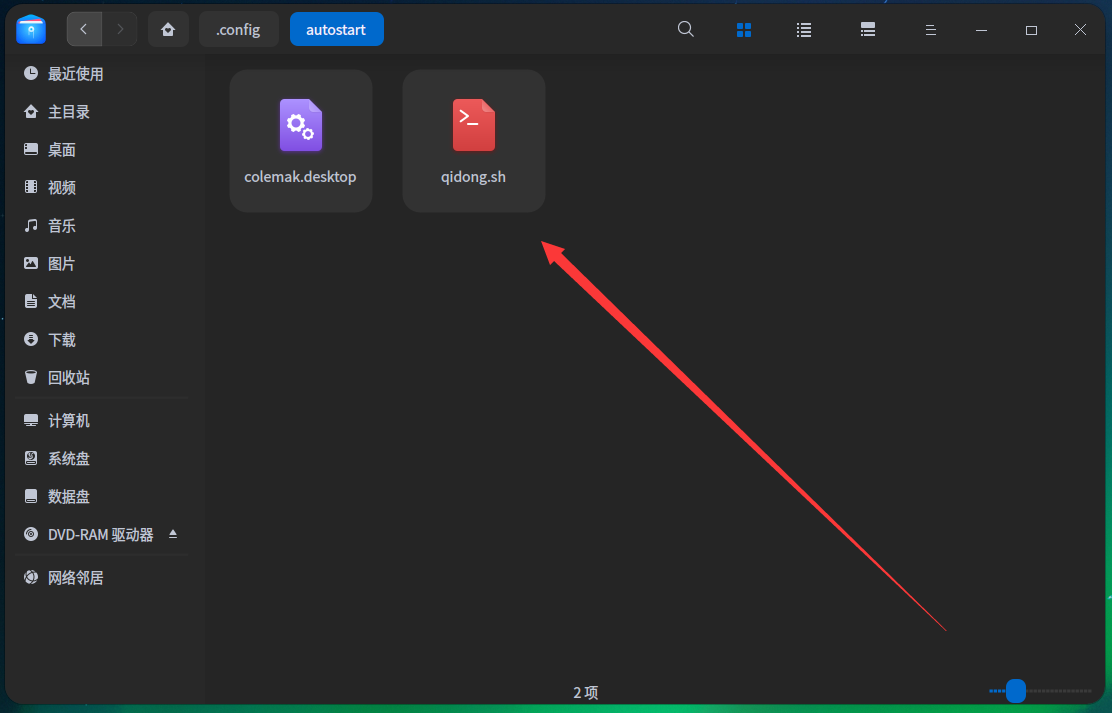 .config
autostart
最近使用
主目录
桌面
视频
音乐
图片
文档
下载
回收站
计算机
系统盘
数据盘
DVD-RAM 驱动器
网络邻居
colemak.desktop
qidong.sh
2 项